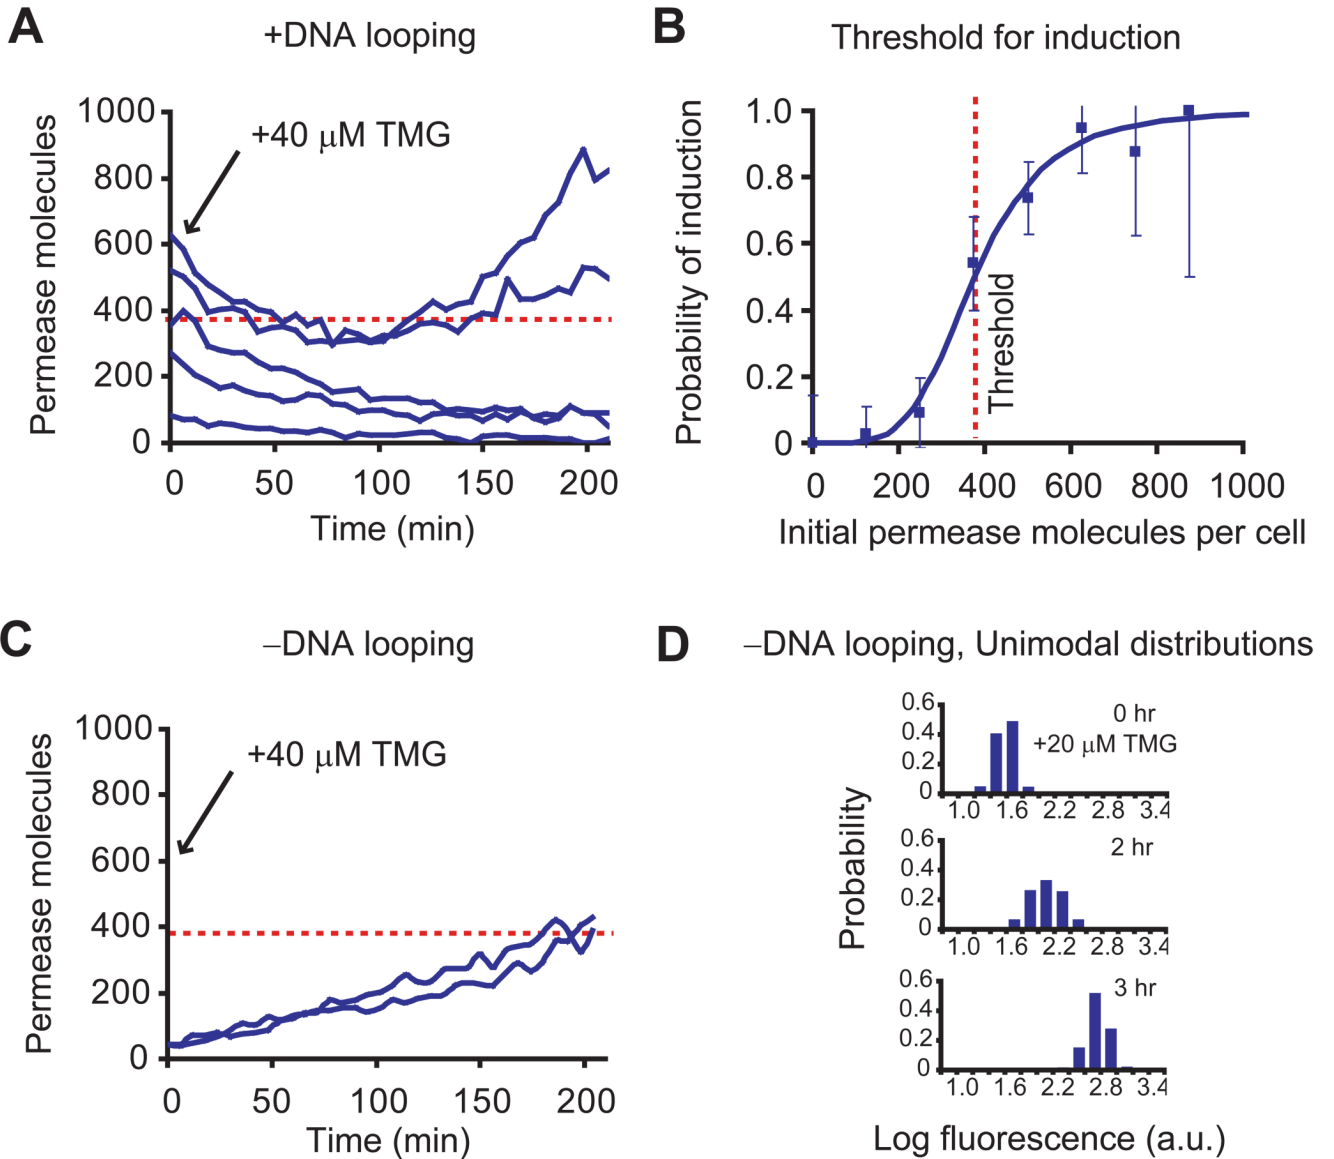 A
+DNA looping
1000
800
600
400
200
0
+40 μM TMG
Permease molecules
0 50 100 150 200
Time (min)
B
Threshold for induction
1.0
0.8
0.6
0.4
0.2
0
Probability of induction
Threshold
0 200 400 600 800 1000
Initial permease molecules per cell
C
–DNA looping
1000
800
600
400
200
0
+40 μM TMG
Permease molecules
0 50 100 150 200
Time (min)
D
–DNA looping, Unimodal distributions
0.6
0.4
0.2
0
0 hr
+20 μM TMG
1.0 1.6 2.2 2.8 3.4
0.6
0.4
0.2
0
2 hr
1.0 1.6 2.2 2.8 3.4
0.6
0.4
0.2
0
3 hr
1.0 1.6 2.2 2.8 3.4
Probability
Log fluorescence (a.u.)